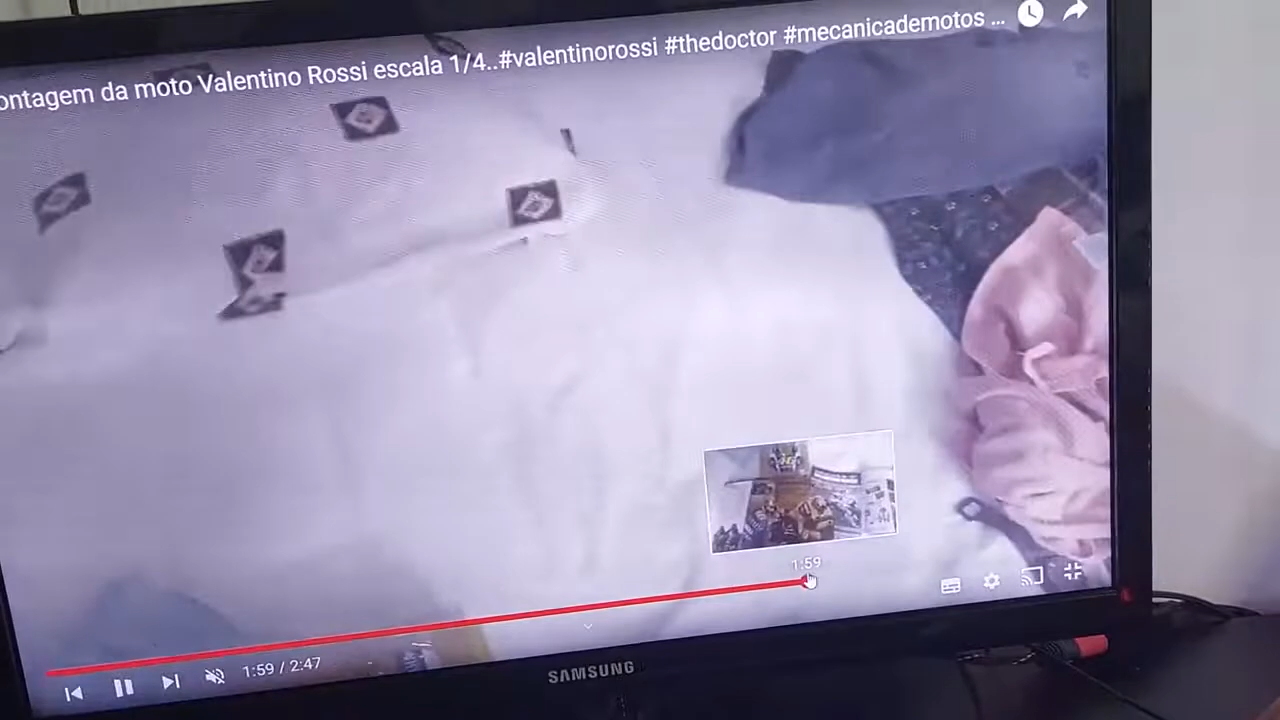 ontagem da moto Valentino Rossi escala 1/4..#valentinorossi #thedoctor #mecanicademotos ...
1:59
1:59 / 2:47
SAMSUNG